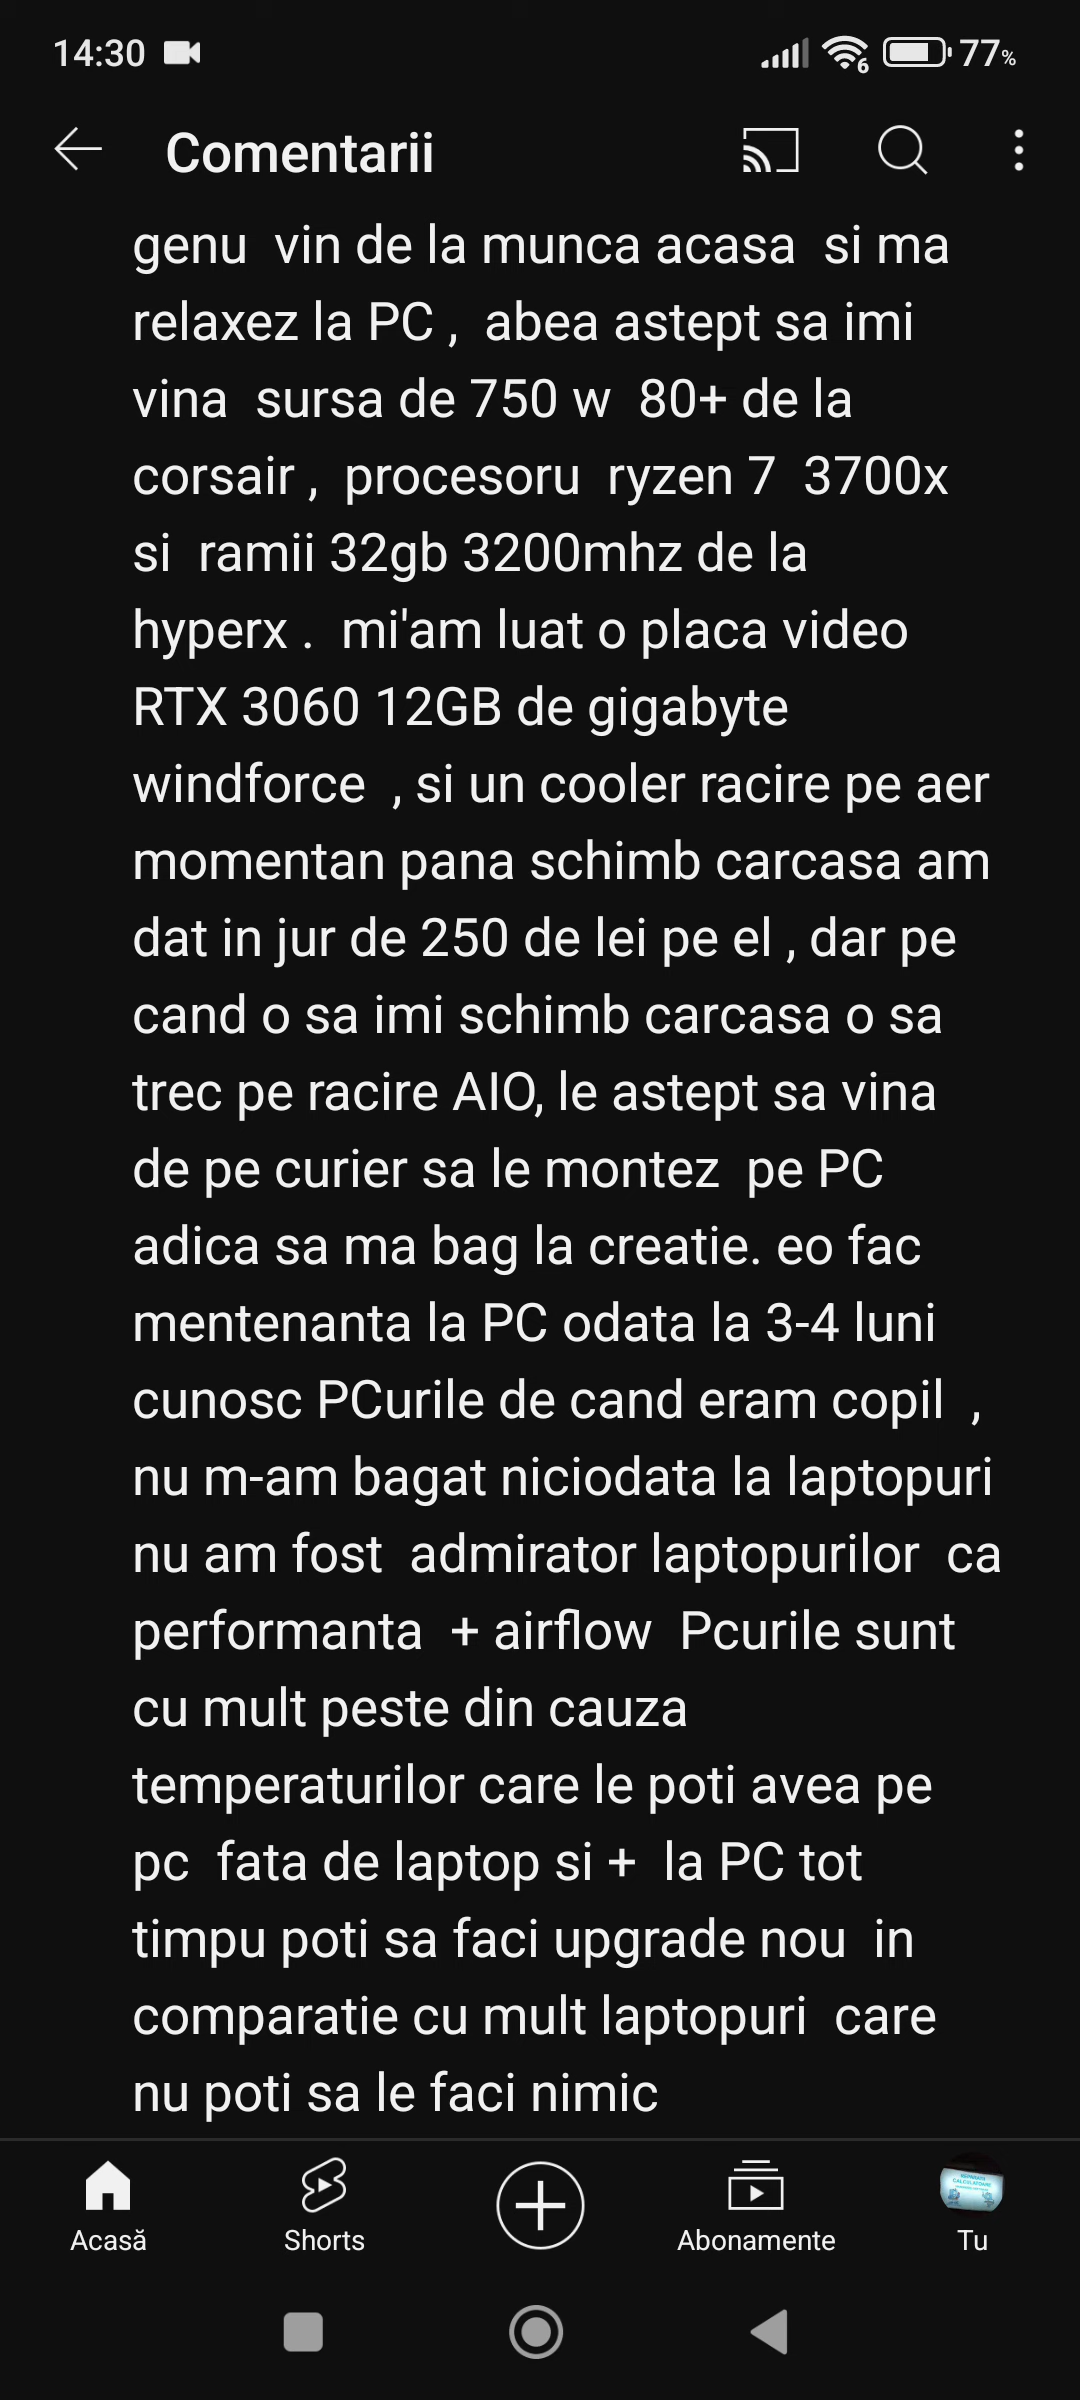 14:30 6 77%
Comentarii
genu vin de la munca acasa si ma
relaxez la PC , abea astept sa imi
vina sursa de 750 w 80+ de la
corsair , procesoru ryzen 7 3700x
si ramii 32gb 3200mhz de la
hyperx . mi'am luat o placa video
RTX 3060 12GB de gigabyte
windforce , si un cooler racire pe aer
momentan pana schimb carcasa am
dat in jur de 250 de lei pe el , dar pe
cand o sa imi schimb carcasa o sa
trec pe racire AIO, le astept sa vina
de pe curier sa le montez pe PC
adica sa ma bag la creatie. eo fac
mentenanta la PC odata la 3-4 luni
cunosc PCurile de cand eram copil ,
nu m-am bagat niciodata la laptopuri
nu am fost admirator laptopurilor ca
performanta + airflow Pcurile sunt
cu mult peste din cauza
temperaturilor care le poti avea pe
pc fata de laptop si + la PC tot
timpu poti sa faci upgrade nou in
comparatie cu mult laptopuri care
nu poti sa le faci nimic
Acasă Shorts Abonamente Tu